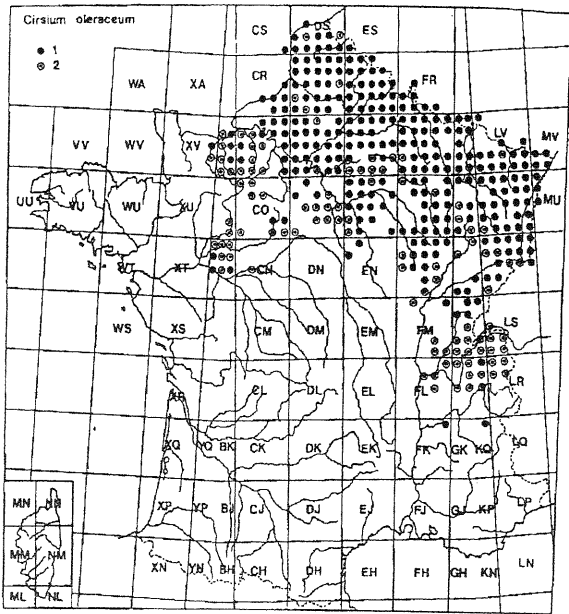 Cirsium oleraceum
1
2
CS DS ES
WA XA CR FR
VV WV XV LV MV
UU VU WU XU CO MU
XT CN DN EN
WS XS CM DM EM FM LS
XR CL DL EL FL LR
XQ YQ BK CK DK EK FK GK KQ LQ
MN NN XP YP BJ CJ DJ EJ FJ GJ KP LP
MM NM
ML NL XN YN BH CH DH EH FH GH KN LN